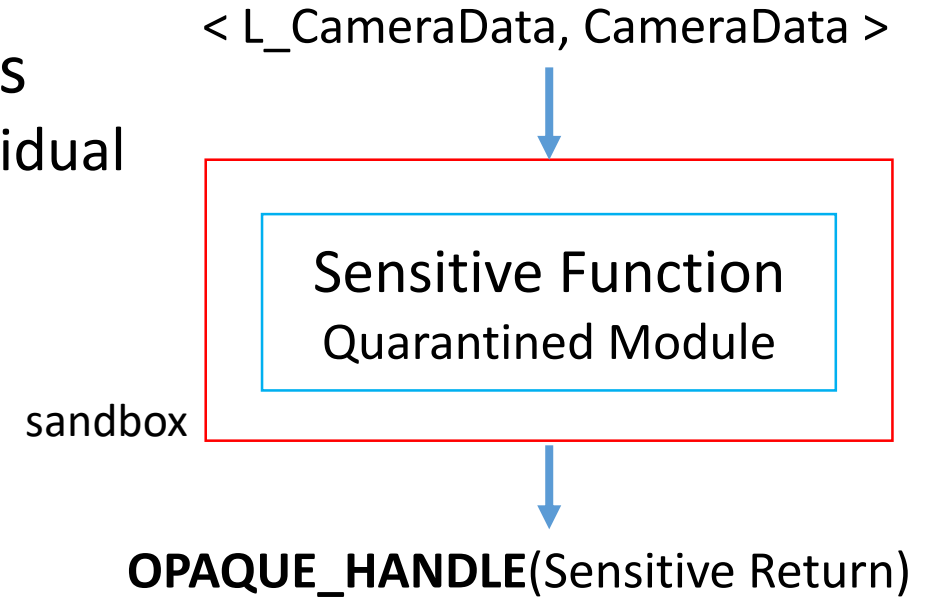 < L_CameraData, CameraData >
s
idual
Sensitive Function
Quarantined Module
sandbox
OPAQUE_HANDLE(Sensitive Return)